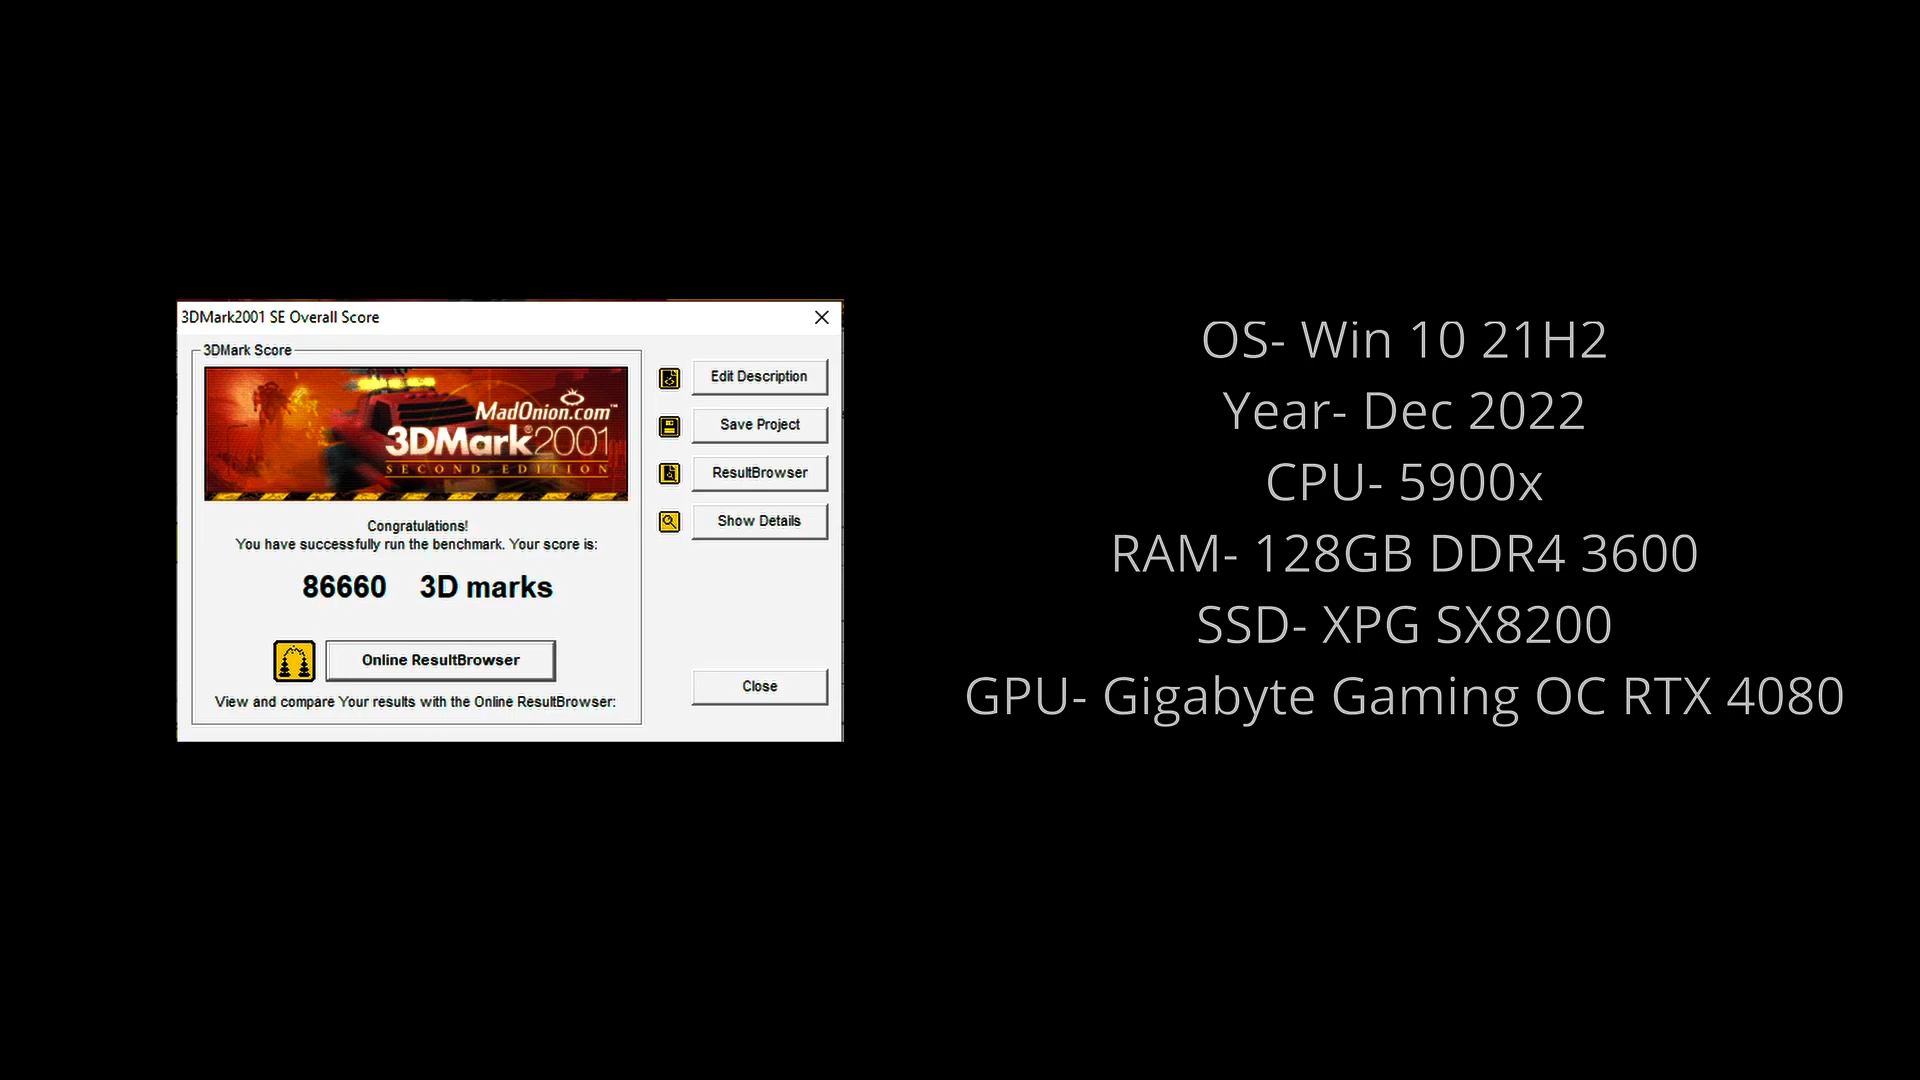 3DMark2001 SE Overall Score
3DMark Score
MadOnion.com™
3DMark®2001
SECOND EDITION
Congratulations!
You have successfully run the benchmark. Your score is:
86660 3D marks
Online ResultBrowser
View and compare Your results with the Online ResultBrowser:
Edit Description
Save Project
ResultBrowser
Show Details
Close
OS- Win 10 21H2
Year- Dec 2022
CPU- 5900x
RAM- 128GB DDR4 3600
SSD- XPG SX8200
GPU- Gigabyte Gaming OC RTX 4080